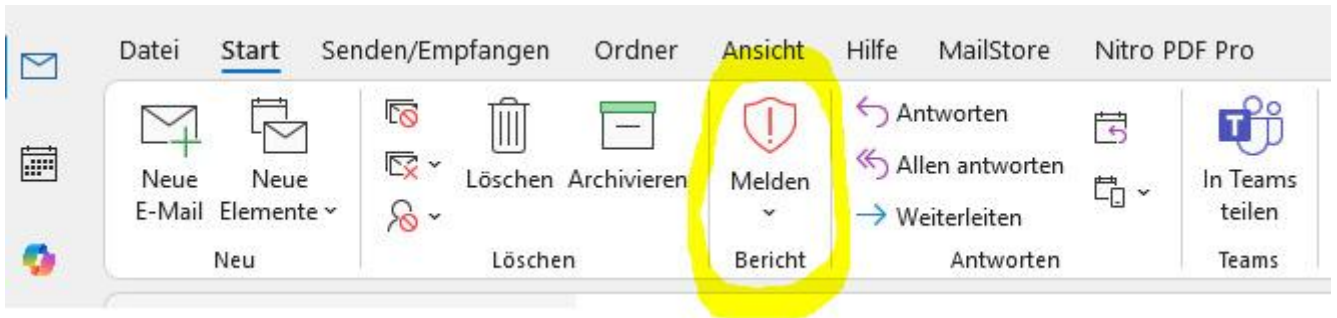 Datei Start Senden/Empfangen Ordner Ansicht Hilfe MailStore Nitro PDF Pro
Neue E-Mail
Neue Elemente
Löschen
Archivieren
Melden
Antworten
Allen antworten
Weiterleiten
T
In Teams teilen
Neu Löschen Bericht Antworten Teams